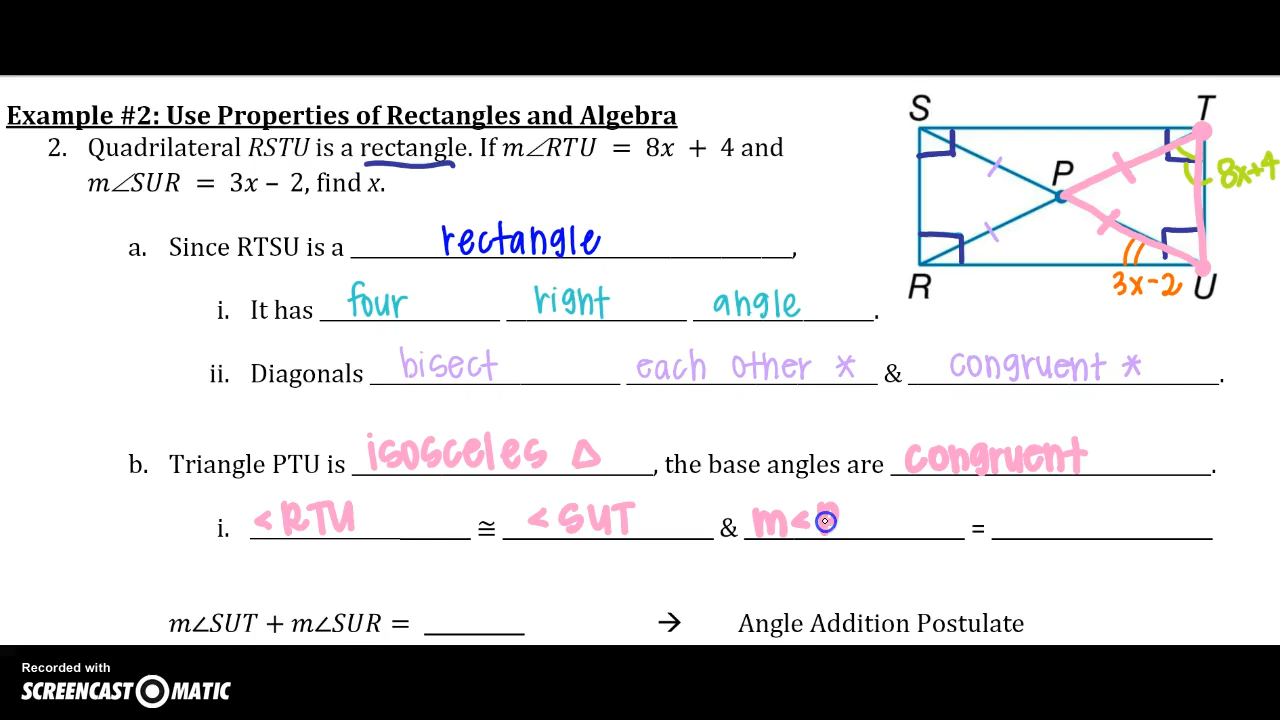 Example #2: Use Properties of Rectangles and Algebra
2. Quadrilateral RSTU is a rectangle. If m∠RTU = 8x + 4 and
m∠SUR = 3x – 2, find x.
S T
P
8x+4
R 3x-2 U
a. Since RTSU is a rectangle,
i. It has four right angle.
ii. Diagonals bisect each other * & congruent *.
b. Triangle PTU is isosceles Δ, the base angles are congruent.
i. <RTU ≅ <SUT & m< =
m∠SUT + m∠SUR = ______ → Angle Addition Postulate
Recorded with
SCREENCAST MATIC